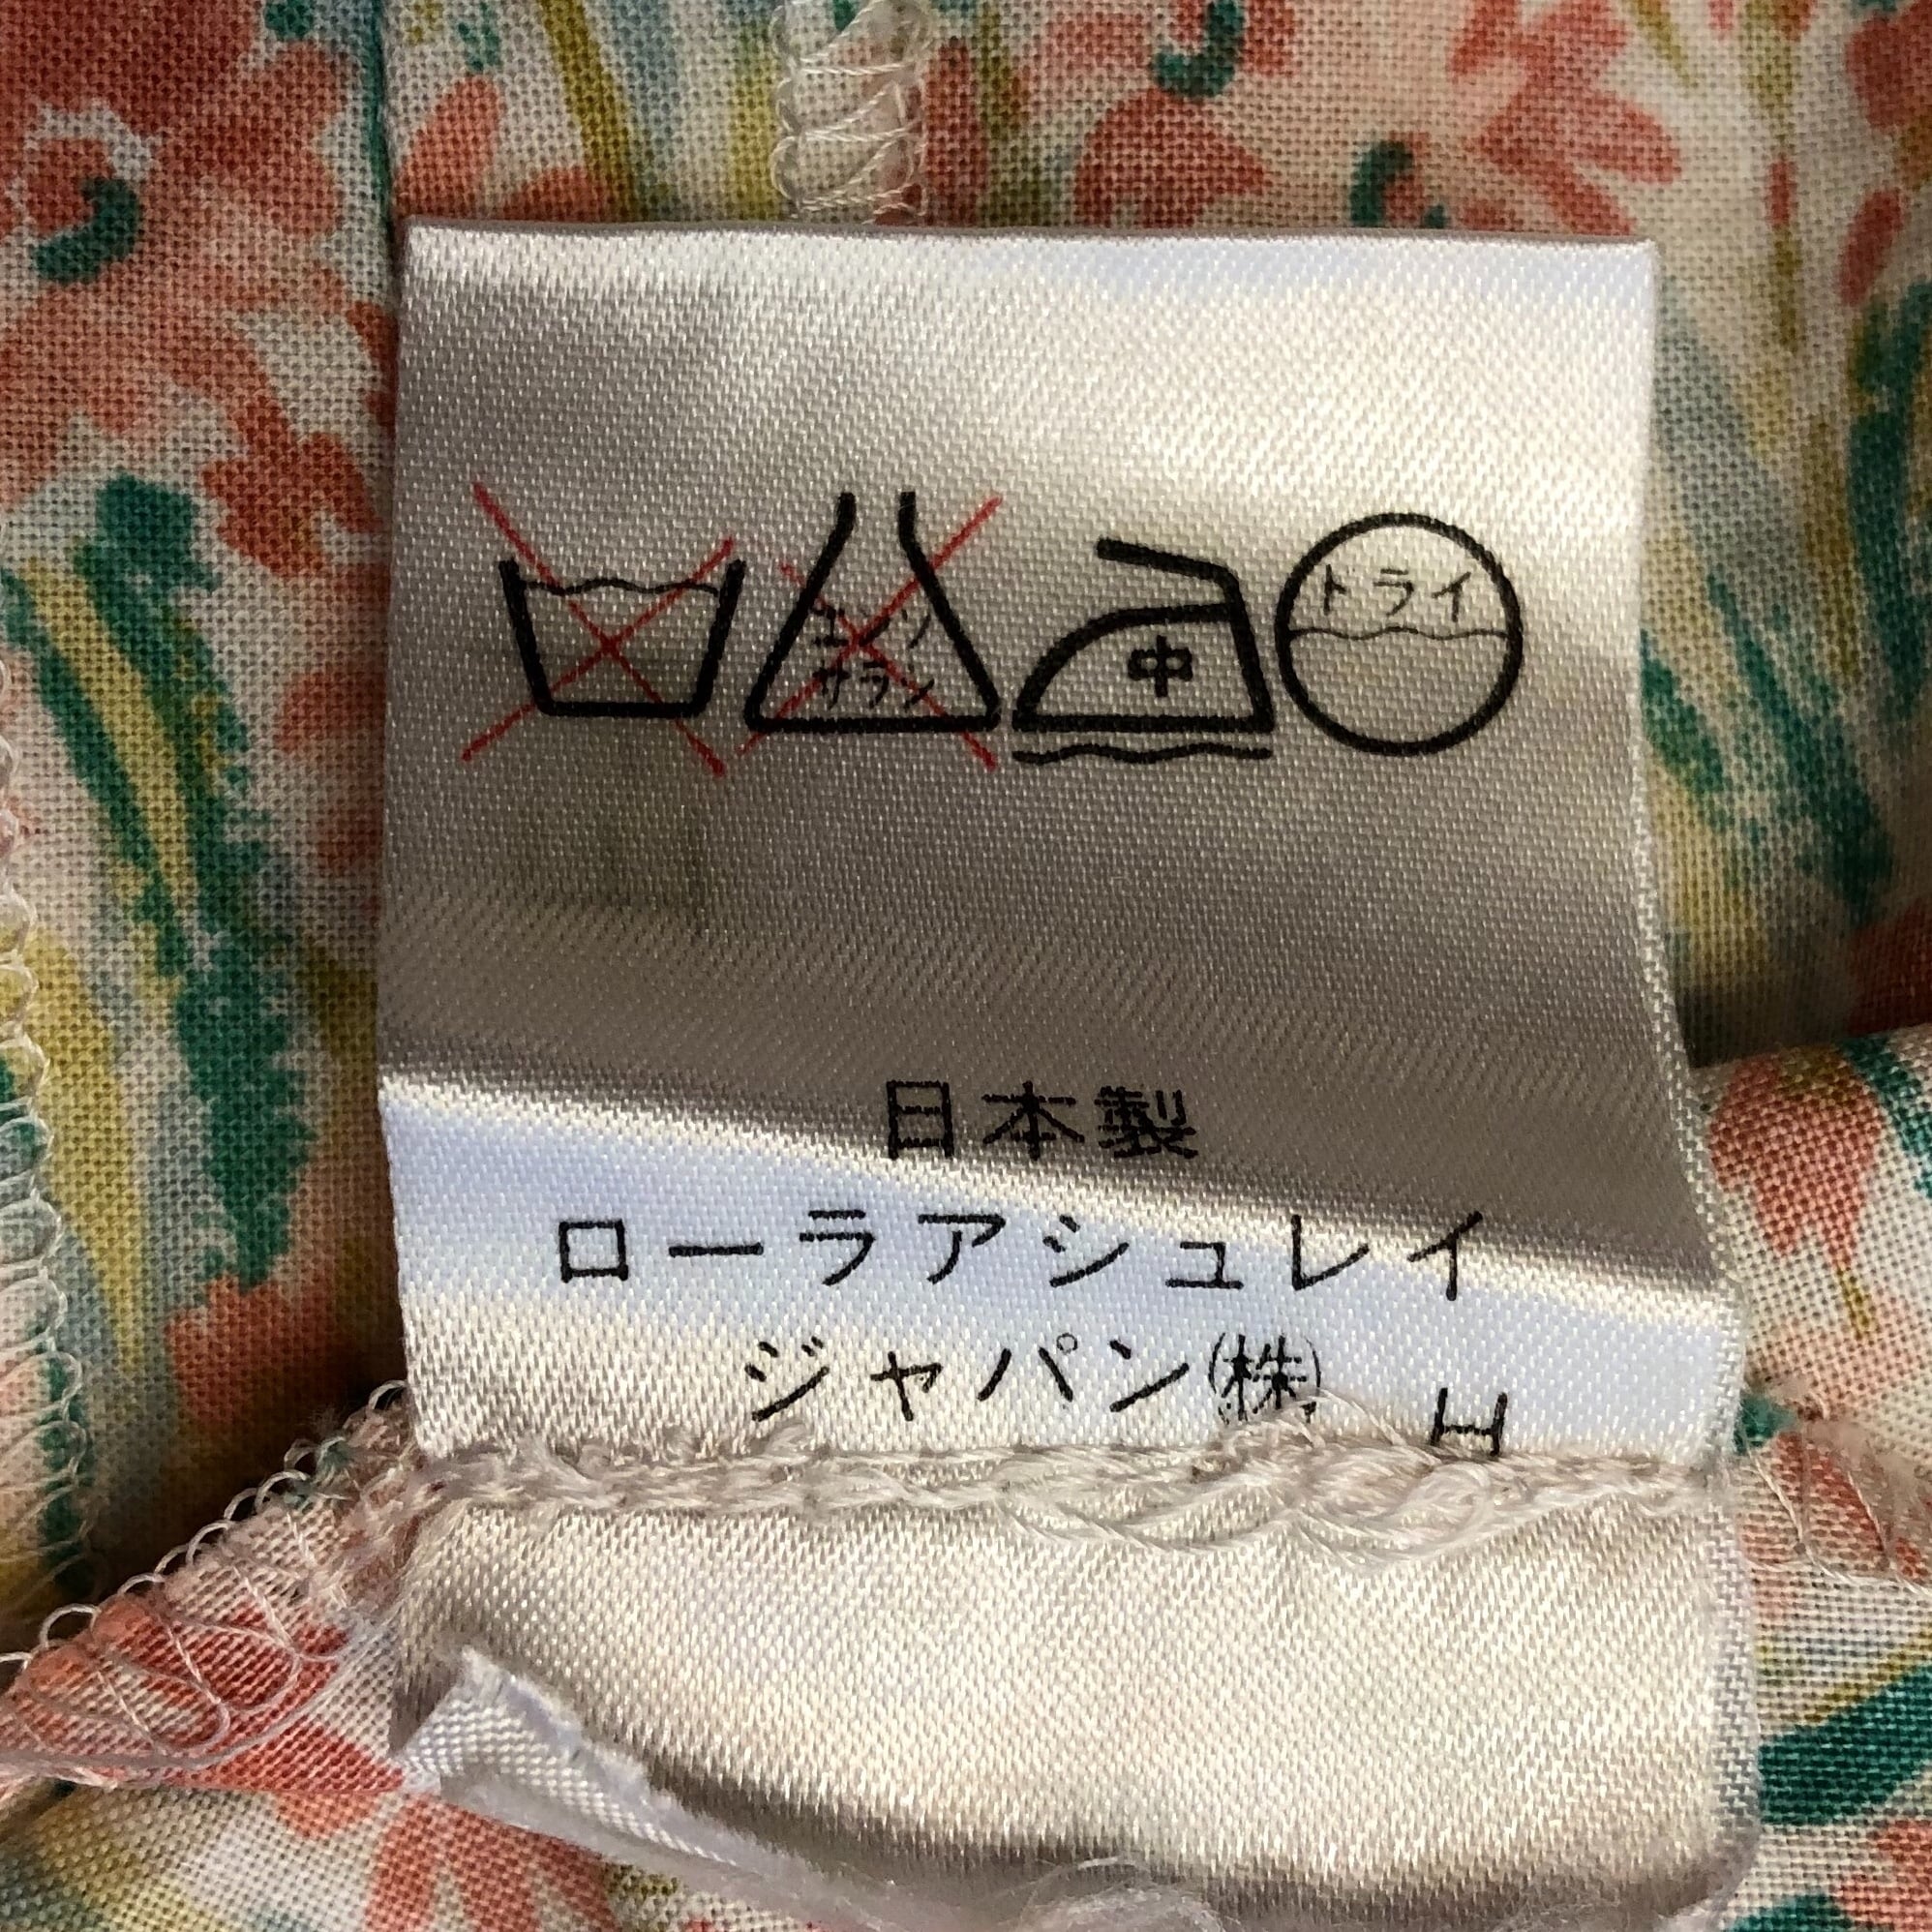 エンソ
サラシ
中
ドライ
日本製
ローラアシュレイ
ジャパン㈱
H